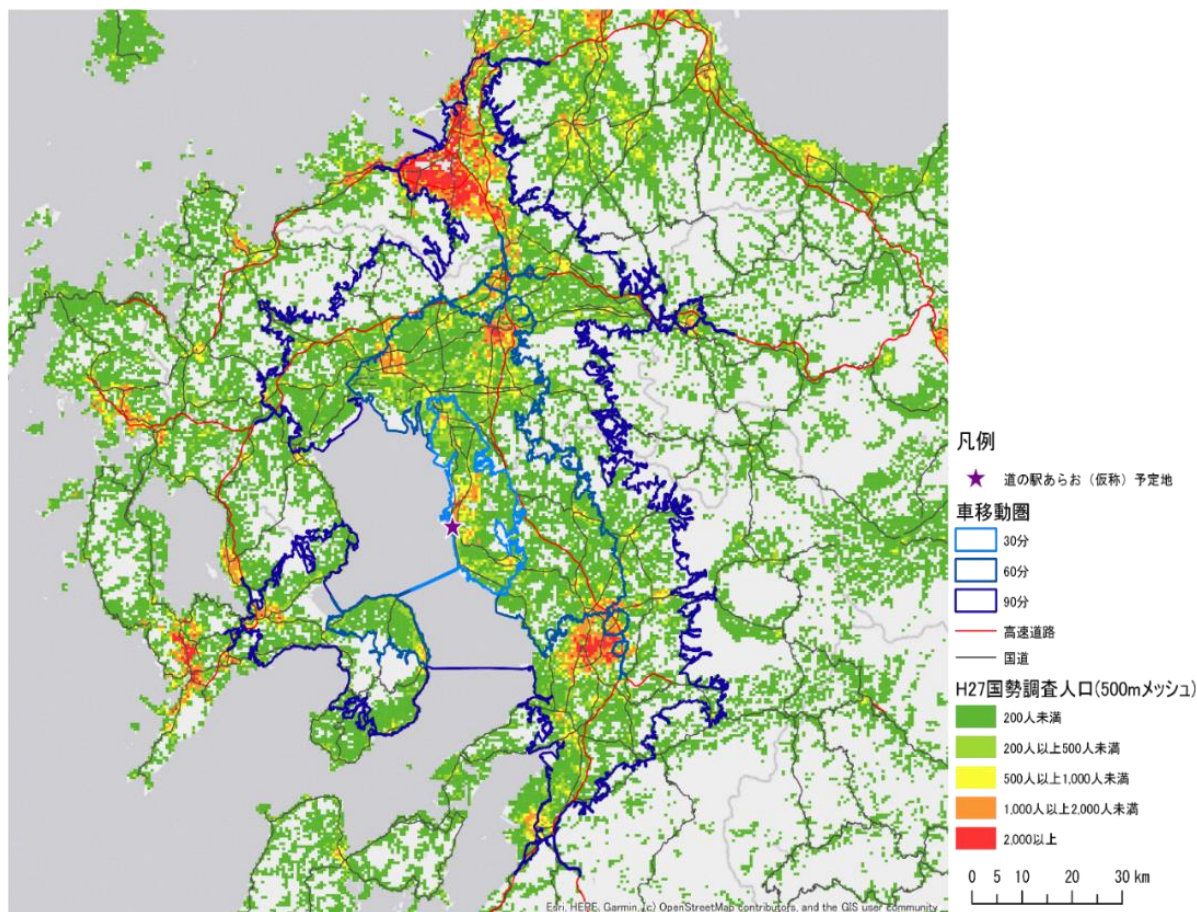 凡例
道の駅あらお（仮称）予定地
車移動圏
30分
60分
90分
高速道路
国道
H27国勢調査人口(500mメッシュ)
200人未満
200人以上500人未満
500人以上1,000人未満
1,000人以上2,000人未満
2,000以上
0 5 10 20 30 km
Esri, HERE, Garmin, (c) OpenStreetMap contributors, and the GIS user community